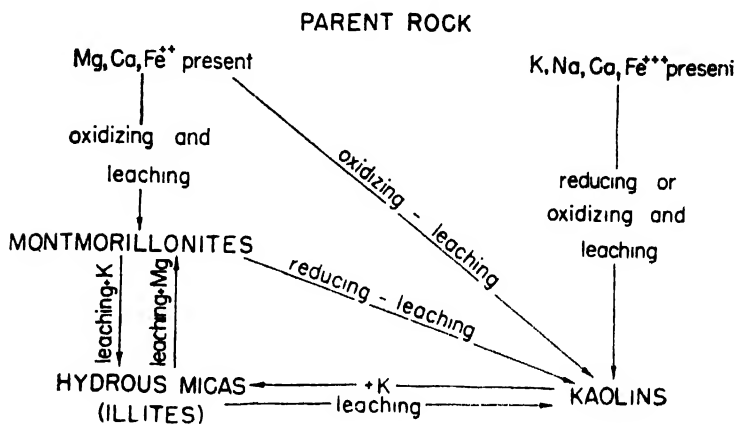 PARENT ROCK
Mg, Ca, Fe++ present
K, Na, Ca, Fe+++ preseni
oxidizing and
leaching
oxidizing - leaching
reducing or
oxidizing and
leaching
MONTMORILLONITES
leaching+K
leaching+Mg
reducing - leaching
HYDROUS MICAS
(ILLITES)
+K
leaching
KAOLINS